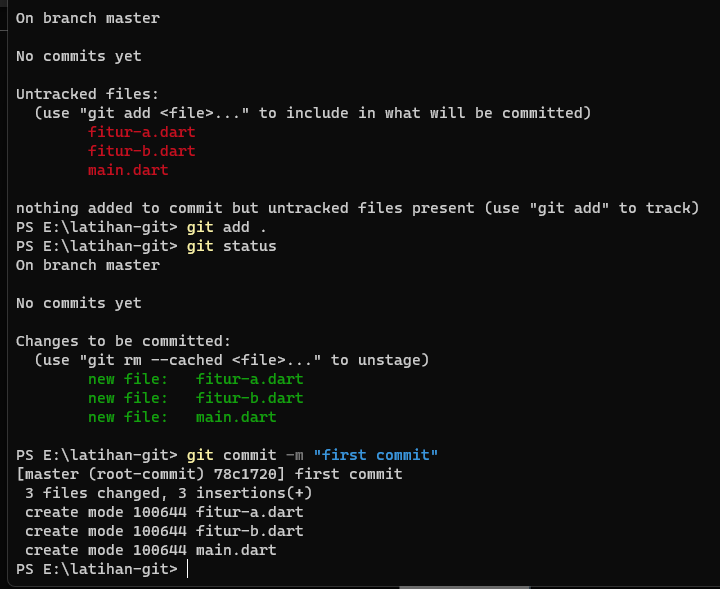 On branch master
No commits yet
Untracked files:
(use "git add <file>..." to include in what will be committed)
fitur-a.dart
fitur-b.dart
main.dart
nothing added to commit but untracked files present (use "git add" to track)
PS E:\latihan-git> git add .
PS E:\latihan-git> git status
On branch master
No commits yet
Changes to be committed:
(use "git rm --cached <file>..." to unstage)
new file:   fitur-a.dart
new file:   fitur-b.dart
new file:   main.dart
PS E:\latihan-git> git commit -m "first commit"
[master (root-commit) 78c1720] first commit
3 files changed, 3 insertions(+)
create mode 100644 fitur-a.dart
create mode 100644 fitur-b.dart
create mode 100644 main.dart
PS E:\latihan-git>